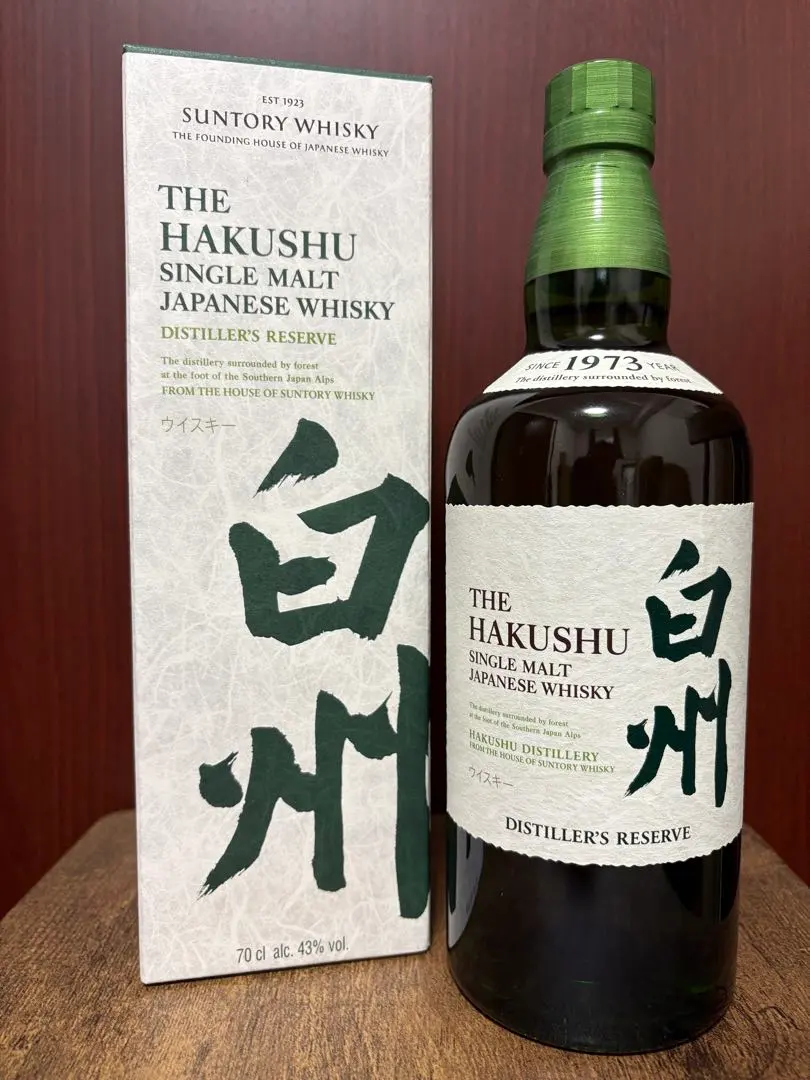 EST 1923
SUNTORY WHISKY
THE FOUNDING HOUSE OF JAPANESE WHISKY
THE
HAKUSHU
SINGLE MALT
JAPANESE WHISKY
DISTILLER'S RESERVE
The distillery surrounded by forest
at the foot of the Southern Japan Alps
FROM THE HOUSE OF SUNTORY WHISKY
ウイスキー
白州
70 cl alc. 43% vol.
SINCE 1973 YEAR
The distillery surrounded by forest
THE
HAKUSHU
SINGLE MALT
JAPANESE WHISKY
The distillery surrounded by forest
at the foot of the Southern Japan Alps
HAKUSHU DISTILLERY
FROM THE HOUSE OF SUNTORY WHISKY
ウイスキー
白州
DISTILLER'S RESERVE